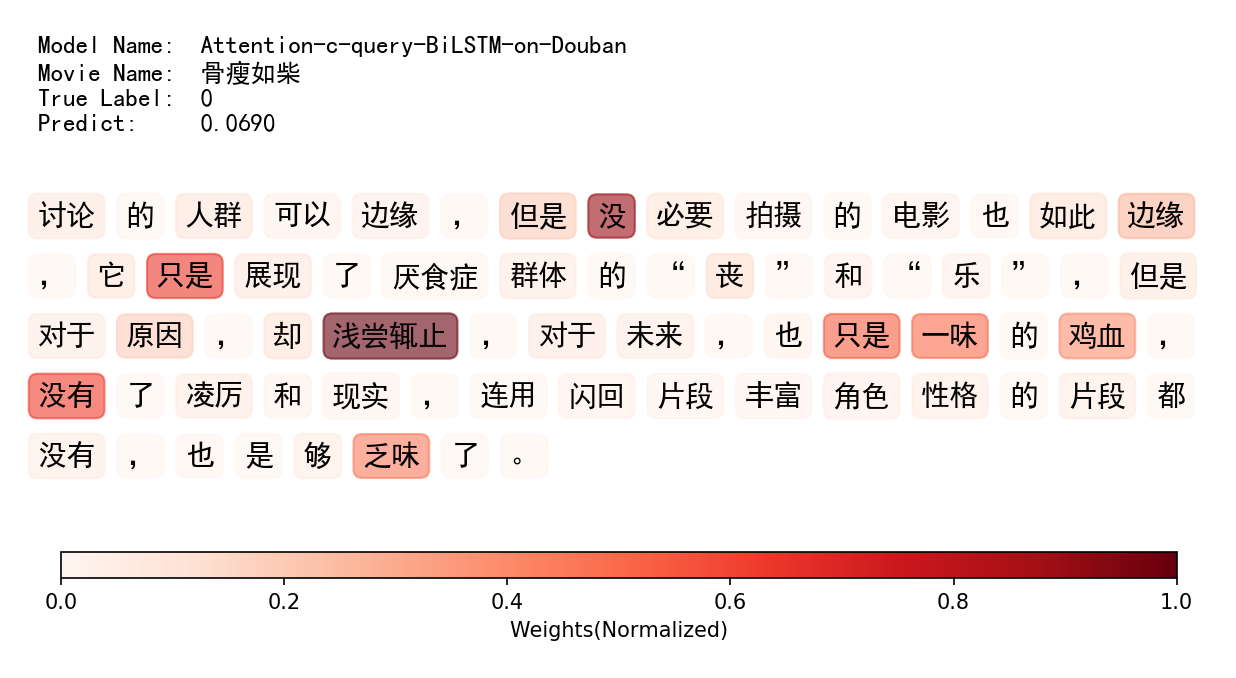 Model Name: Attention-c-query-BiLSTM-on-Douban
Movie Name: 骨瘦如柴
True Label: 0
Predict: 0.0690
讨论 的 人群 可以 边缘 ， 但是 没 必要 拍摄 的 电影 也 如此 边缘
， 它 只是 展现 了 厌食症 群体 的 “ 丧 ” 和 “ 乐 ” ， 但是
对于 原因 ， 却 浅尝辄止 ， 对于 未来 ， 也 只是 一味 的 鸡血 ，
没有 了 凌厉 和 现实 ， 连用 闪回 片段 丰富 角色 性格 的 片段 都
没有 ， 也 是 够 乏味 了 。
0.0 0.2 0.4 0.6 0.8 1.0
Weights(Normalized)